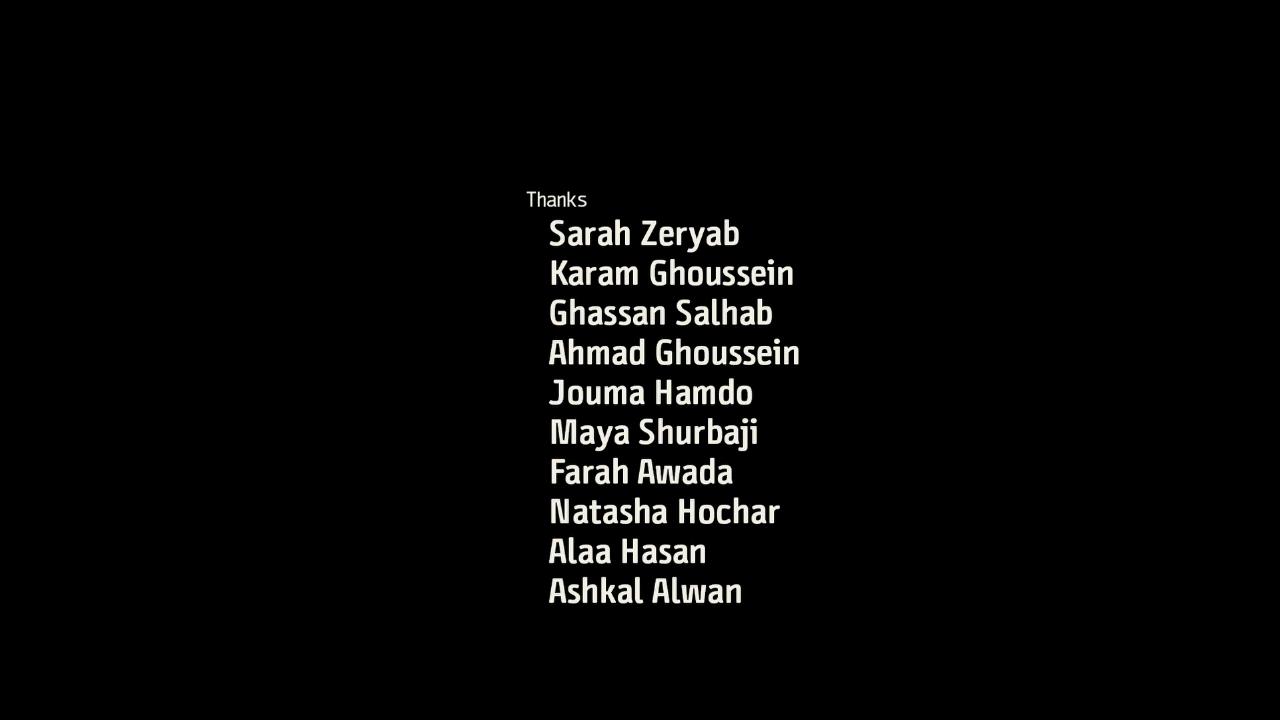 Thanks
Sarah Zeryab
Karam Ghoussein
Ghassan Salhab
Ahmad Ghoussein
Jouma Hamdo
Maya Shurbaji
Farah Awada
Natasha Hochar
Alaa Hasan
Ashkal Alwan